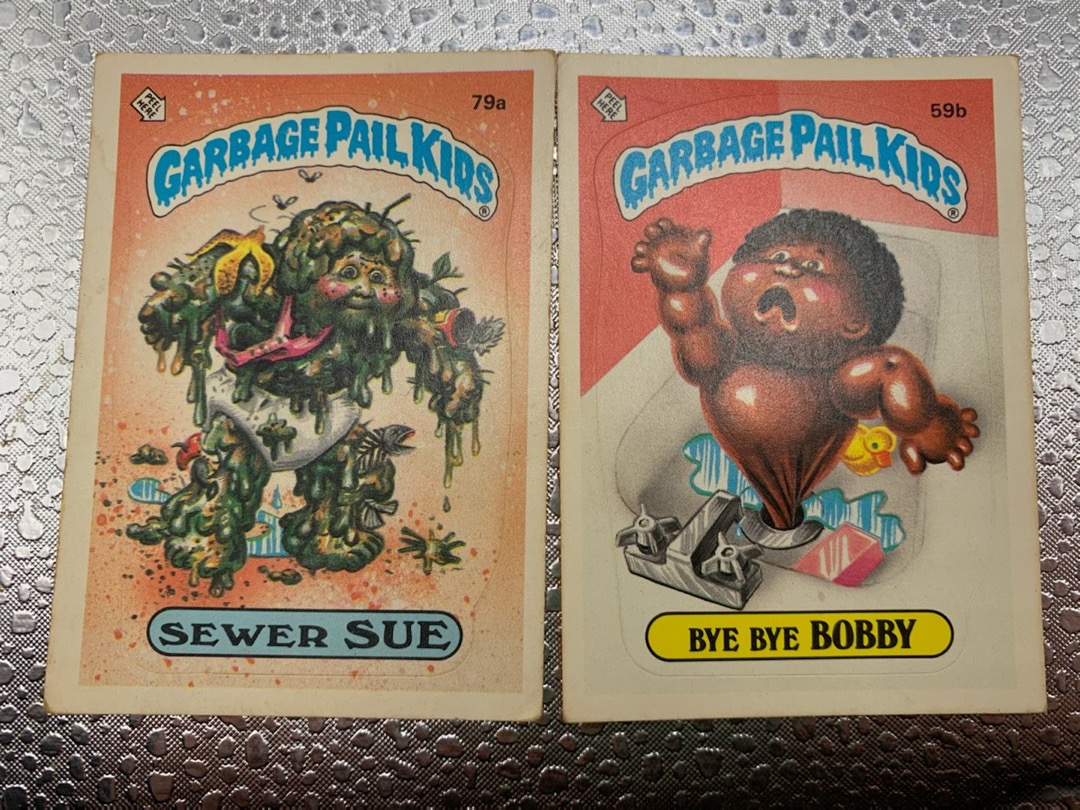 PEEL
HERE
79a
GARBAGE PAIL KIDS
®
SEWER SUE
PEEL
HERE
59b
GARBAGE PAIL KIDS
®
BYE BYE BOBBY